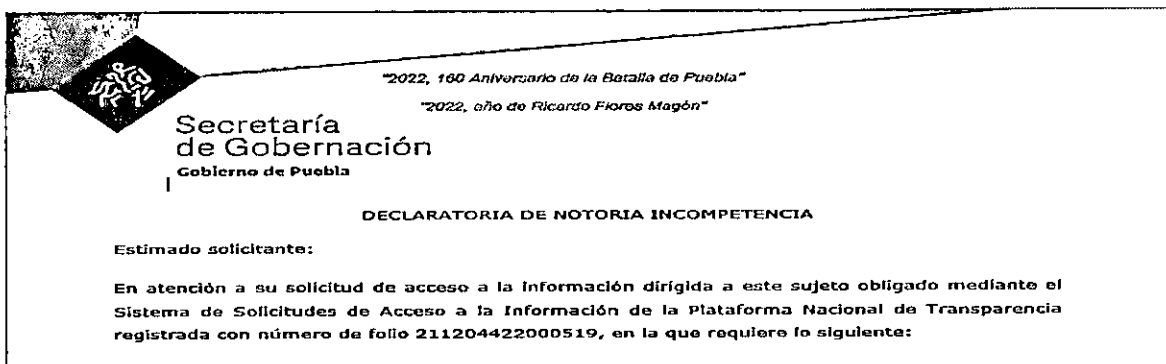 "2022, 160 Aniversario de la Batalla de Puebla"
"2022, año de Ricardo Flores Magón"
Secretaría
de Gobernación
Gobierno de Puebla
DECLARATORIA DE NOTORIA INCOMPETENCIA
Estimado solicitante:
En atención a su solicitud de acceso a la información dirigida a este sujeto obligado mediante el
Sistema de Solicitudes de Acceso a la Información de la Plataforma Nacional de Transparencia
registrada con número de folio 211204422000519, en la que requiere lo siguiente: